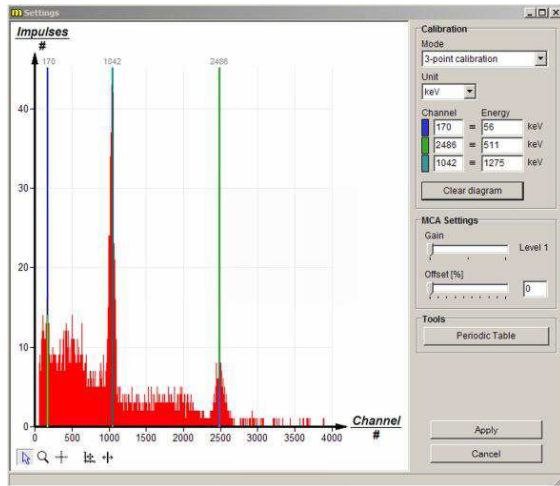 m Settings
Impulses
#
170
1042
2486
40
30
20
10
0
0
500
1000
1500
2000
2500
3000
3500
4000
Channel
#
Calibration
Mode
3-point calibration
Unit
keV
Channel Energy
170 = 56 keV
2486 = 511 keV
1042 = 1275 keV
Clear diagram
MCA Settings
Gain
Level 1
Offset [%]
0
Tools
Periodic Table
Apply
Cancel